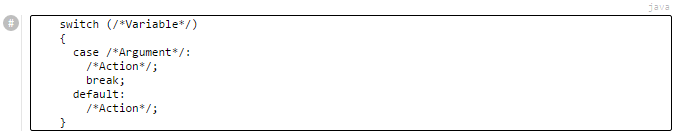 java
#
switch (/*Variable*/)
{
  case /*Argument*/:
    /*Action*/;
    break;
  default:
    /*Action*/;
}